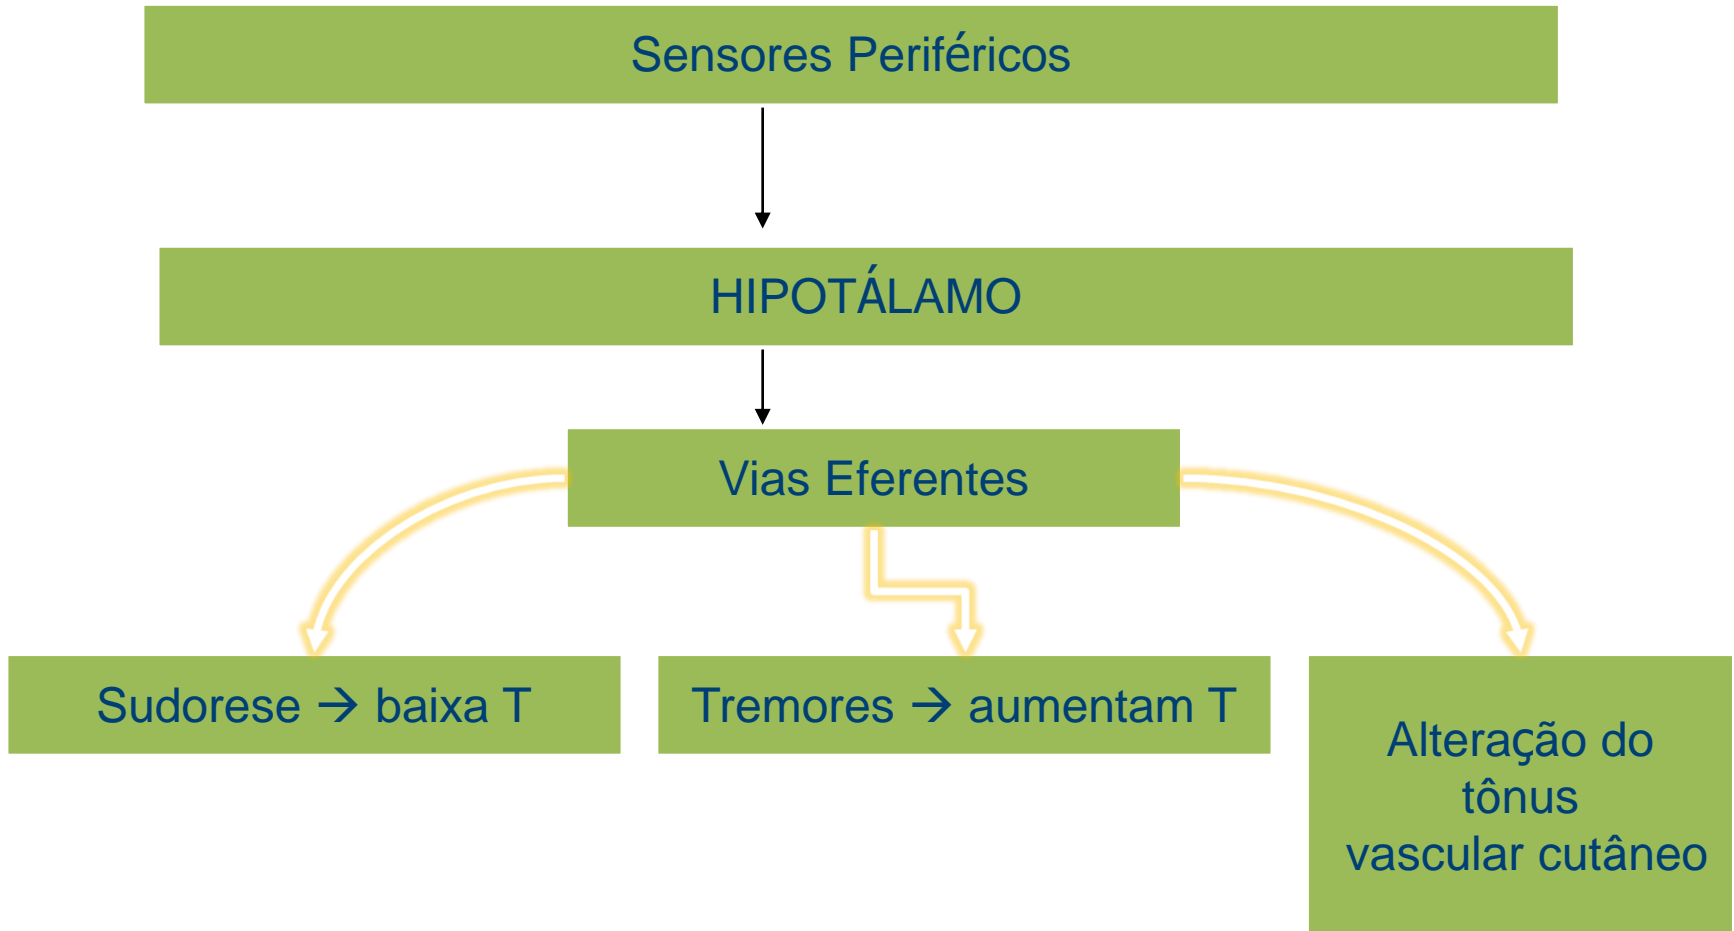 Sensores Periféricos
HIPOTÁLAMO
Vias Eferentes
Sudorese → baixa T
Tremores → aumentam T
Alteração do
tônus
vascular cutâneo